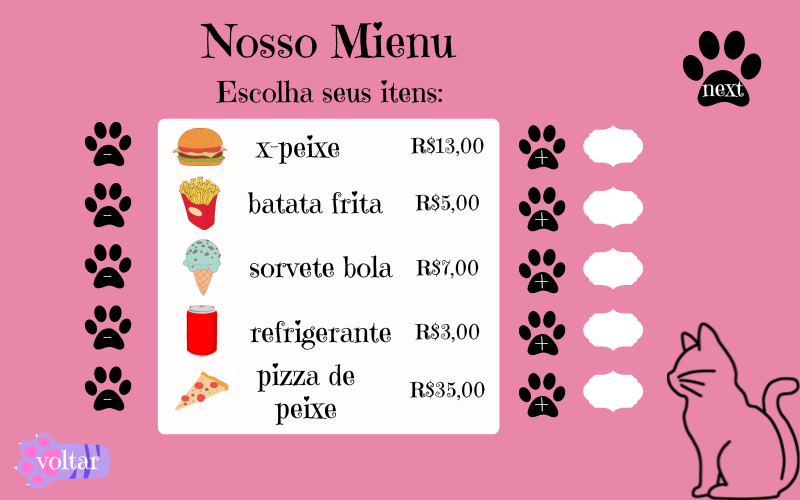 Nosso Mienu
next
Escolha seus itens:
- x-peixe R$13,00 +
- batata frita R$5,00 +
- sorvete bola R$7,00 +
- refrigerante R$3,00 +
- pizza de peixe R$35,00 +
voltar